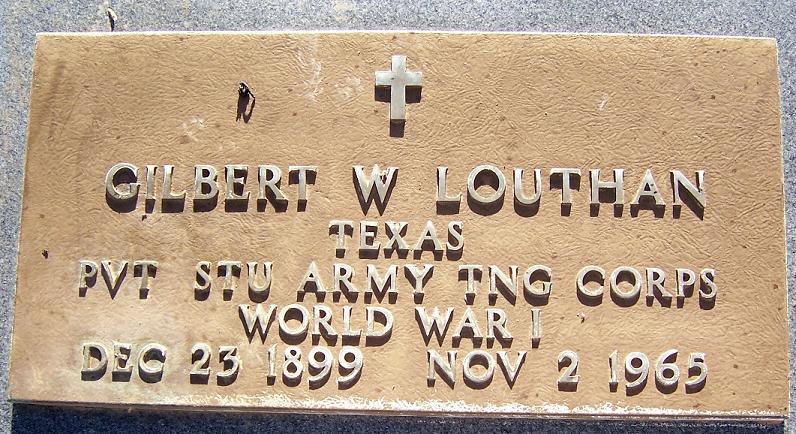 GILBERT W LOUTHAN
TEXAS
PVT STU ARMY TNG CORPS
WORLD WAR I
DEC 23 1899 NOV 2 1965